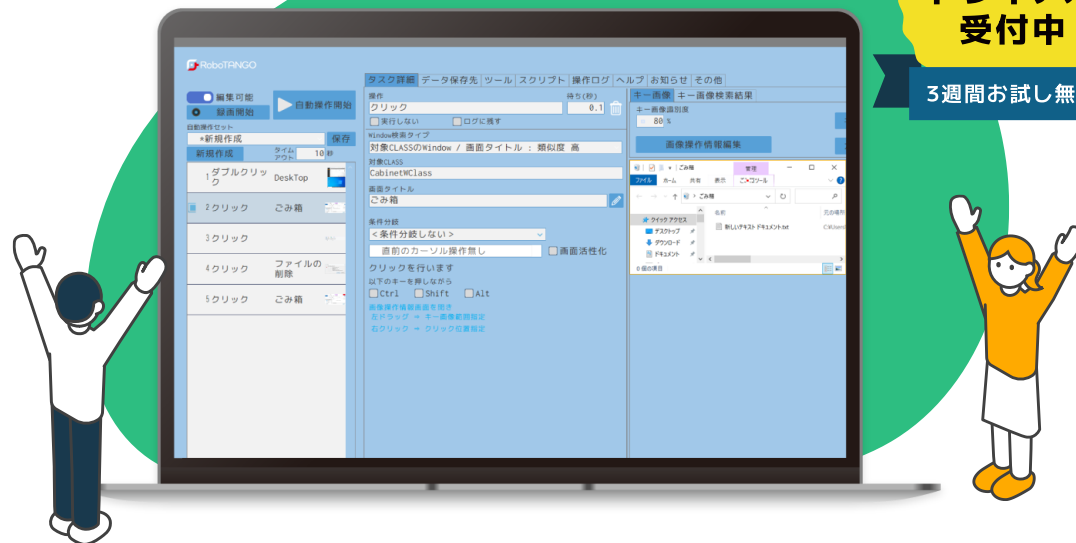 受付中
3週間お試し無
RoboTANGO
編集可能
録画開始
自動操作開始
自動操作セット
*新規作成
保存
新規作成
タイム
アウト
10 秒
1 ダブルクリック DeskTop
2 クリック ごみ箱
3 クリック
4 クリック ファイルの削除
5 クリック ごみ箱
タスク詳細 データ保存先 ツール スクリプト 操作ログ ヘルプ お知らせ その他
操作 待ち(秒)
クリック 0.1
実行しない ログに残す
Window検索タイプ
対象CLASSのWindow / 画面タイトル : 類似度 高
対象CLASS
CabinetWClass
画面タイトル
ごみ箱
条件分岐
<条件分岐しない>
直前のカーソル操作無し 画面活性化
クリックを行います
以下のキーを押しながら
Ctrl Shift Alt
画像操作情報画面を開き
左ドラッグ ⇒ キー画像範囲指定
右クリック ⇒ クリック位置指定
キー画像 キー画像検索結果
キー画像識別度
80 %
画像操作情報編集
ごみ箱 管理
ファイル ホーム 共有 表示 ごみ箱ツール
ごみ箱
名前 元の場所
クイック アクセス
デスクトップ
ダウンロード
ドキュメント
新しいテキスト ドキュメント.txt C:\Users
0 個の項目